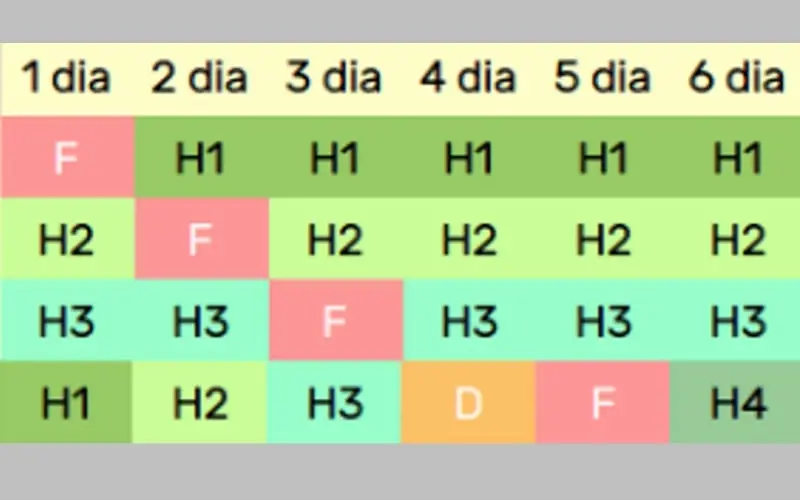 1 dia 2 dia 3 dia 4 dia 5 dia 6 dia
F H1 H1 H1 H1 H1
H2 F H2 H2 H2 H2
H3 H3 F H3 H3 H3
H1 H2 H3 D F H4